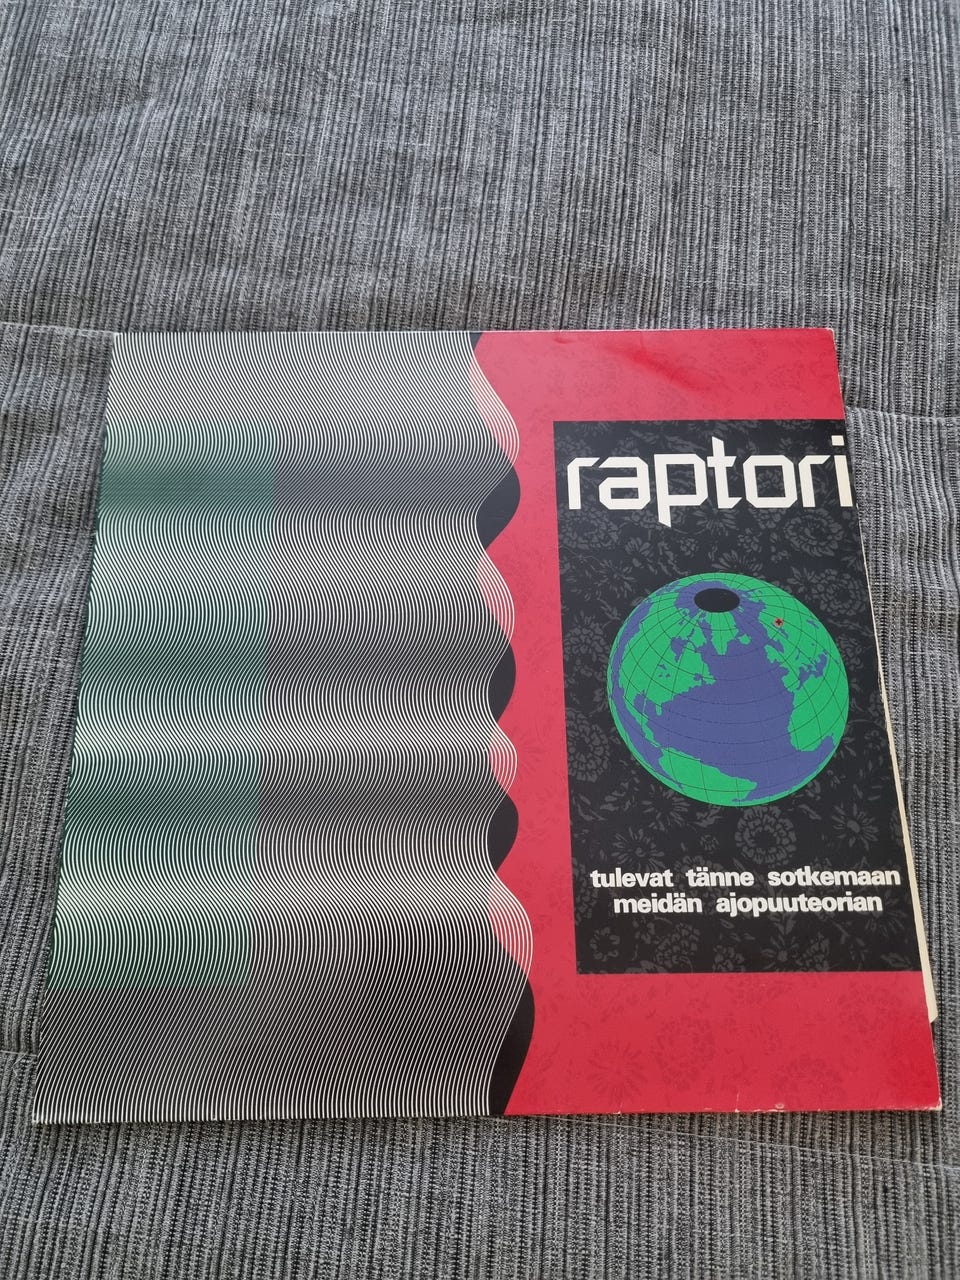 raptori
tulevat tänne sotkemaan
meidän ajopuuteorian